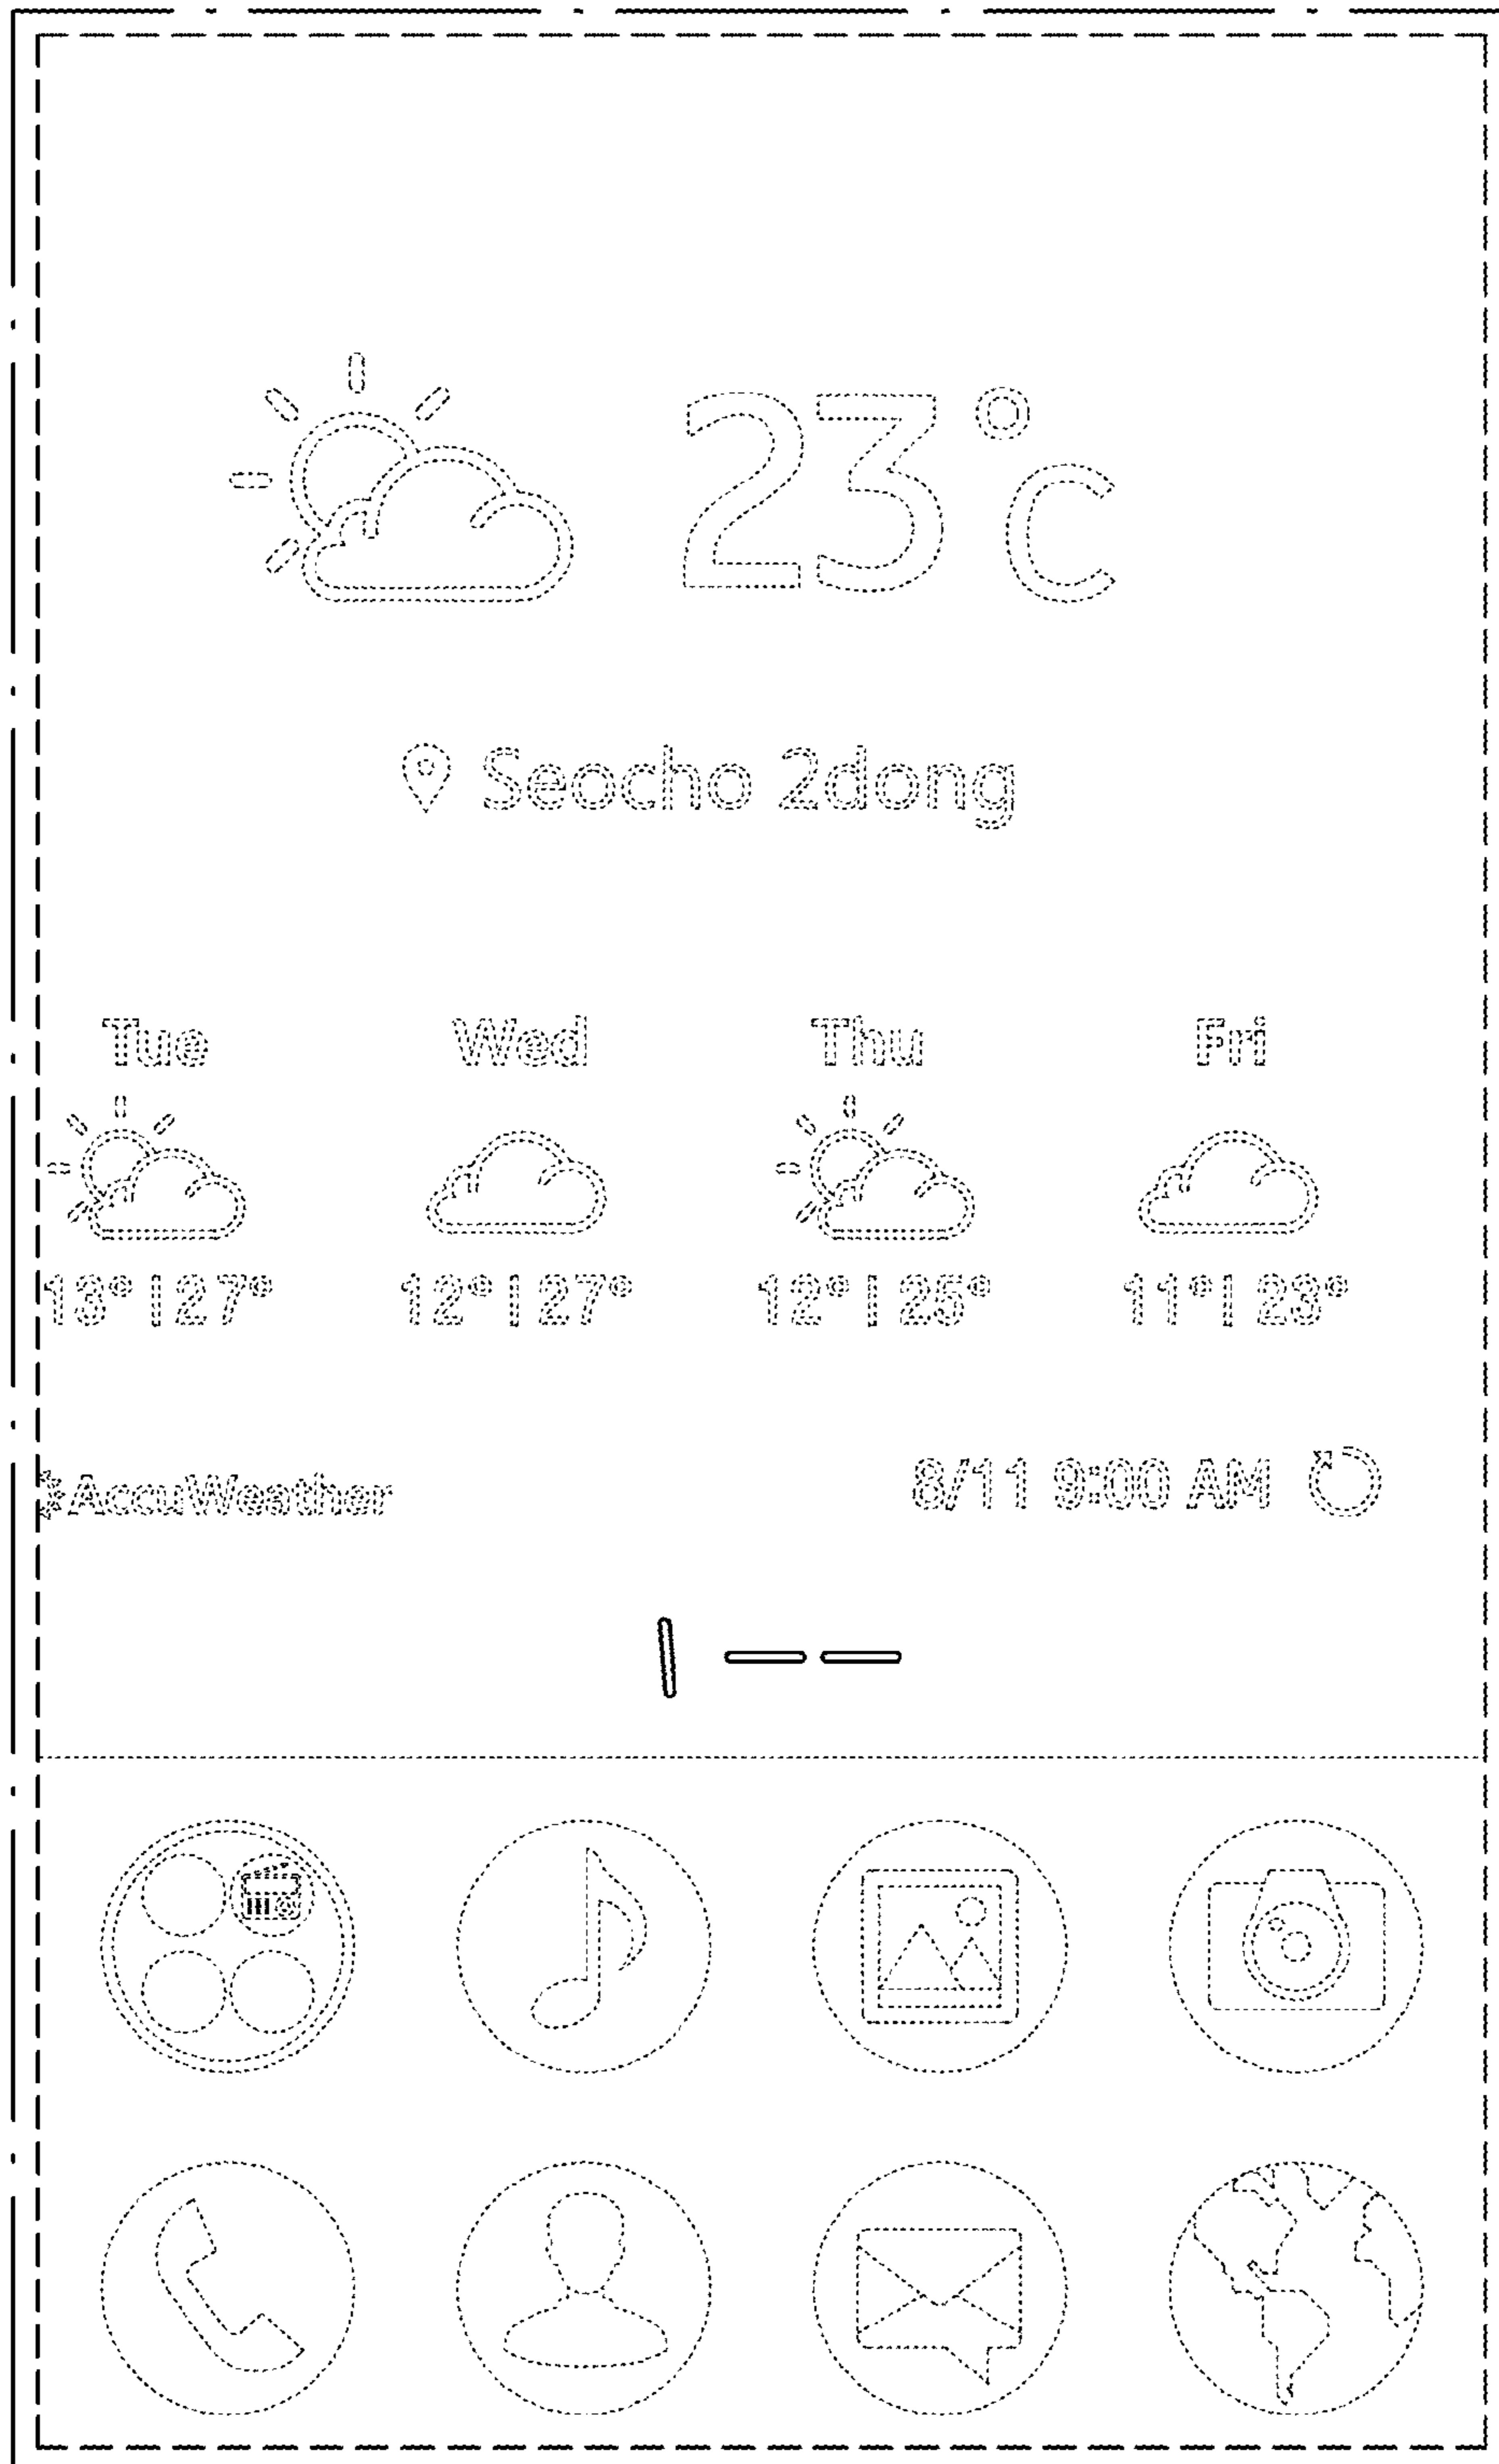 23°C
Seocho 2dong
Tue Wed Thu Fri
13° | 27° 12° | 27° 12° | 25° 11° | 23°
AccuWeather 8/11 9:00 AM